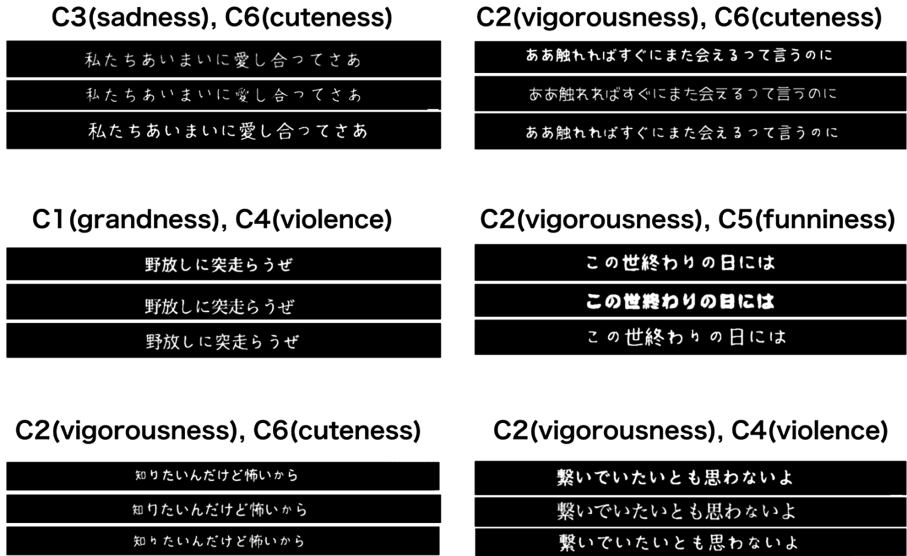 C3(sadness), C6(cuteness)
私たちあいまいに愛し合ってさあ
私たちあいまいに愛し合ってさあ
私たちあいまいに愛し合ってさあ
C2(vigorousness), C6(cuteness)
ああ触れればすぐにまた会えるって言うのに
ああ触れればすぐにまた会えるって言うのに
ああ触れればすぐにまた会えるって言うのに
C1(grandness), C4(violence)
野放しに突走らうぜ
野放しに突走らうぜ
野放しに突走らうぜ
C2(vigorousness), C5(funniness)
この世終わりの日には
この世終わりの日には
この世終わりの日には
C2(vigorousness), C6(cuteness)
知りたいんだけど怖いから
知りたいんだけど怖いから
知りたいんだけど怖いから
C2(vigorousness), C4(violence)
繋いでいたいとも思わないよ
繋いでいたいとも思わないよ
繋いでいたいとも思わないよ